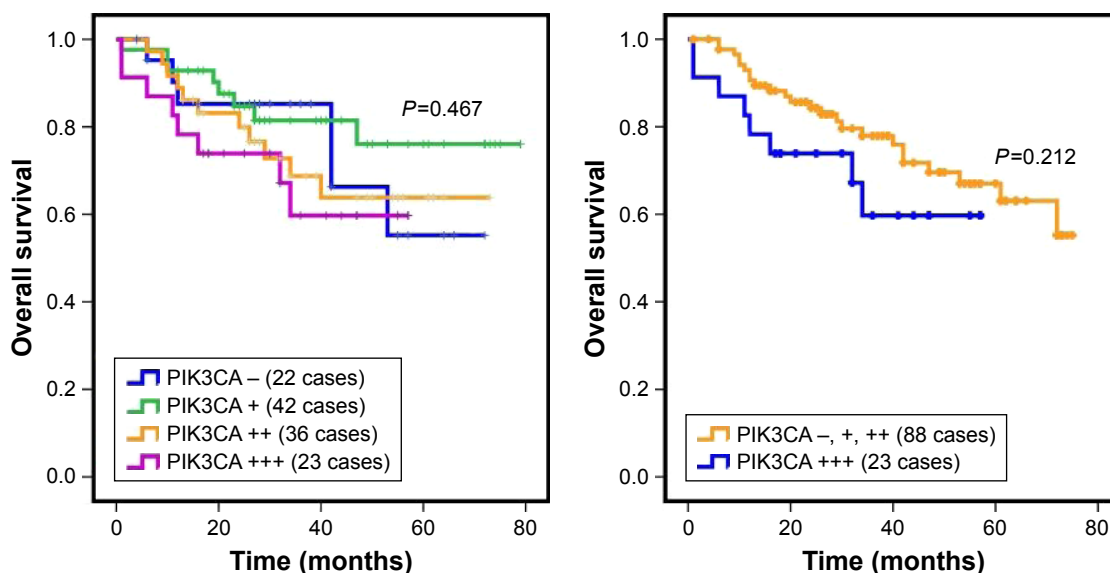 1.0
0.8
0.6
0.4
0.2
0.0
Overall survival
P=0.467
PIK3CA – (22 cases)
PIK3CA + (42 cases)
PIK3CA ++ (36 cases)
PIK3CA +++ (23 cases)
0 20 40 60 80
Time (months)
1.0
0.8
0.6
0.4
0.2
0.0
Overall survival
P=0.212
PIK3CA –, +, ++ (88 cases)
PIK3CA +++ (23 cases)
0 20 40 60 80
Time (months)